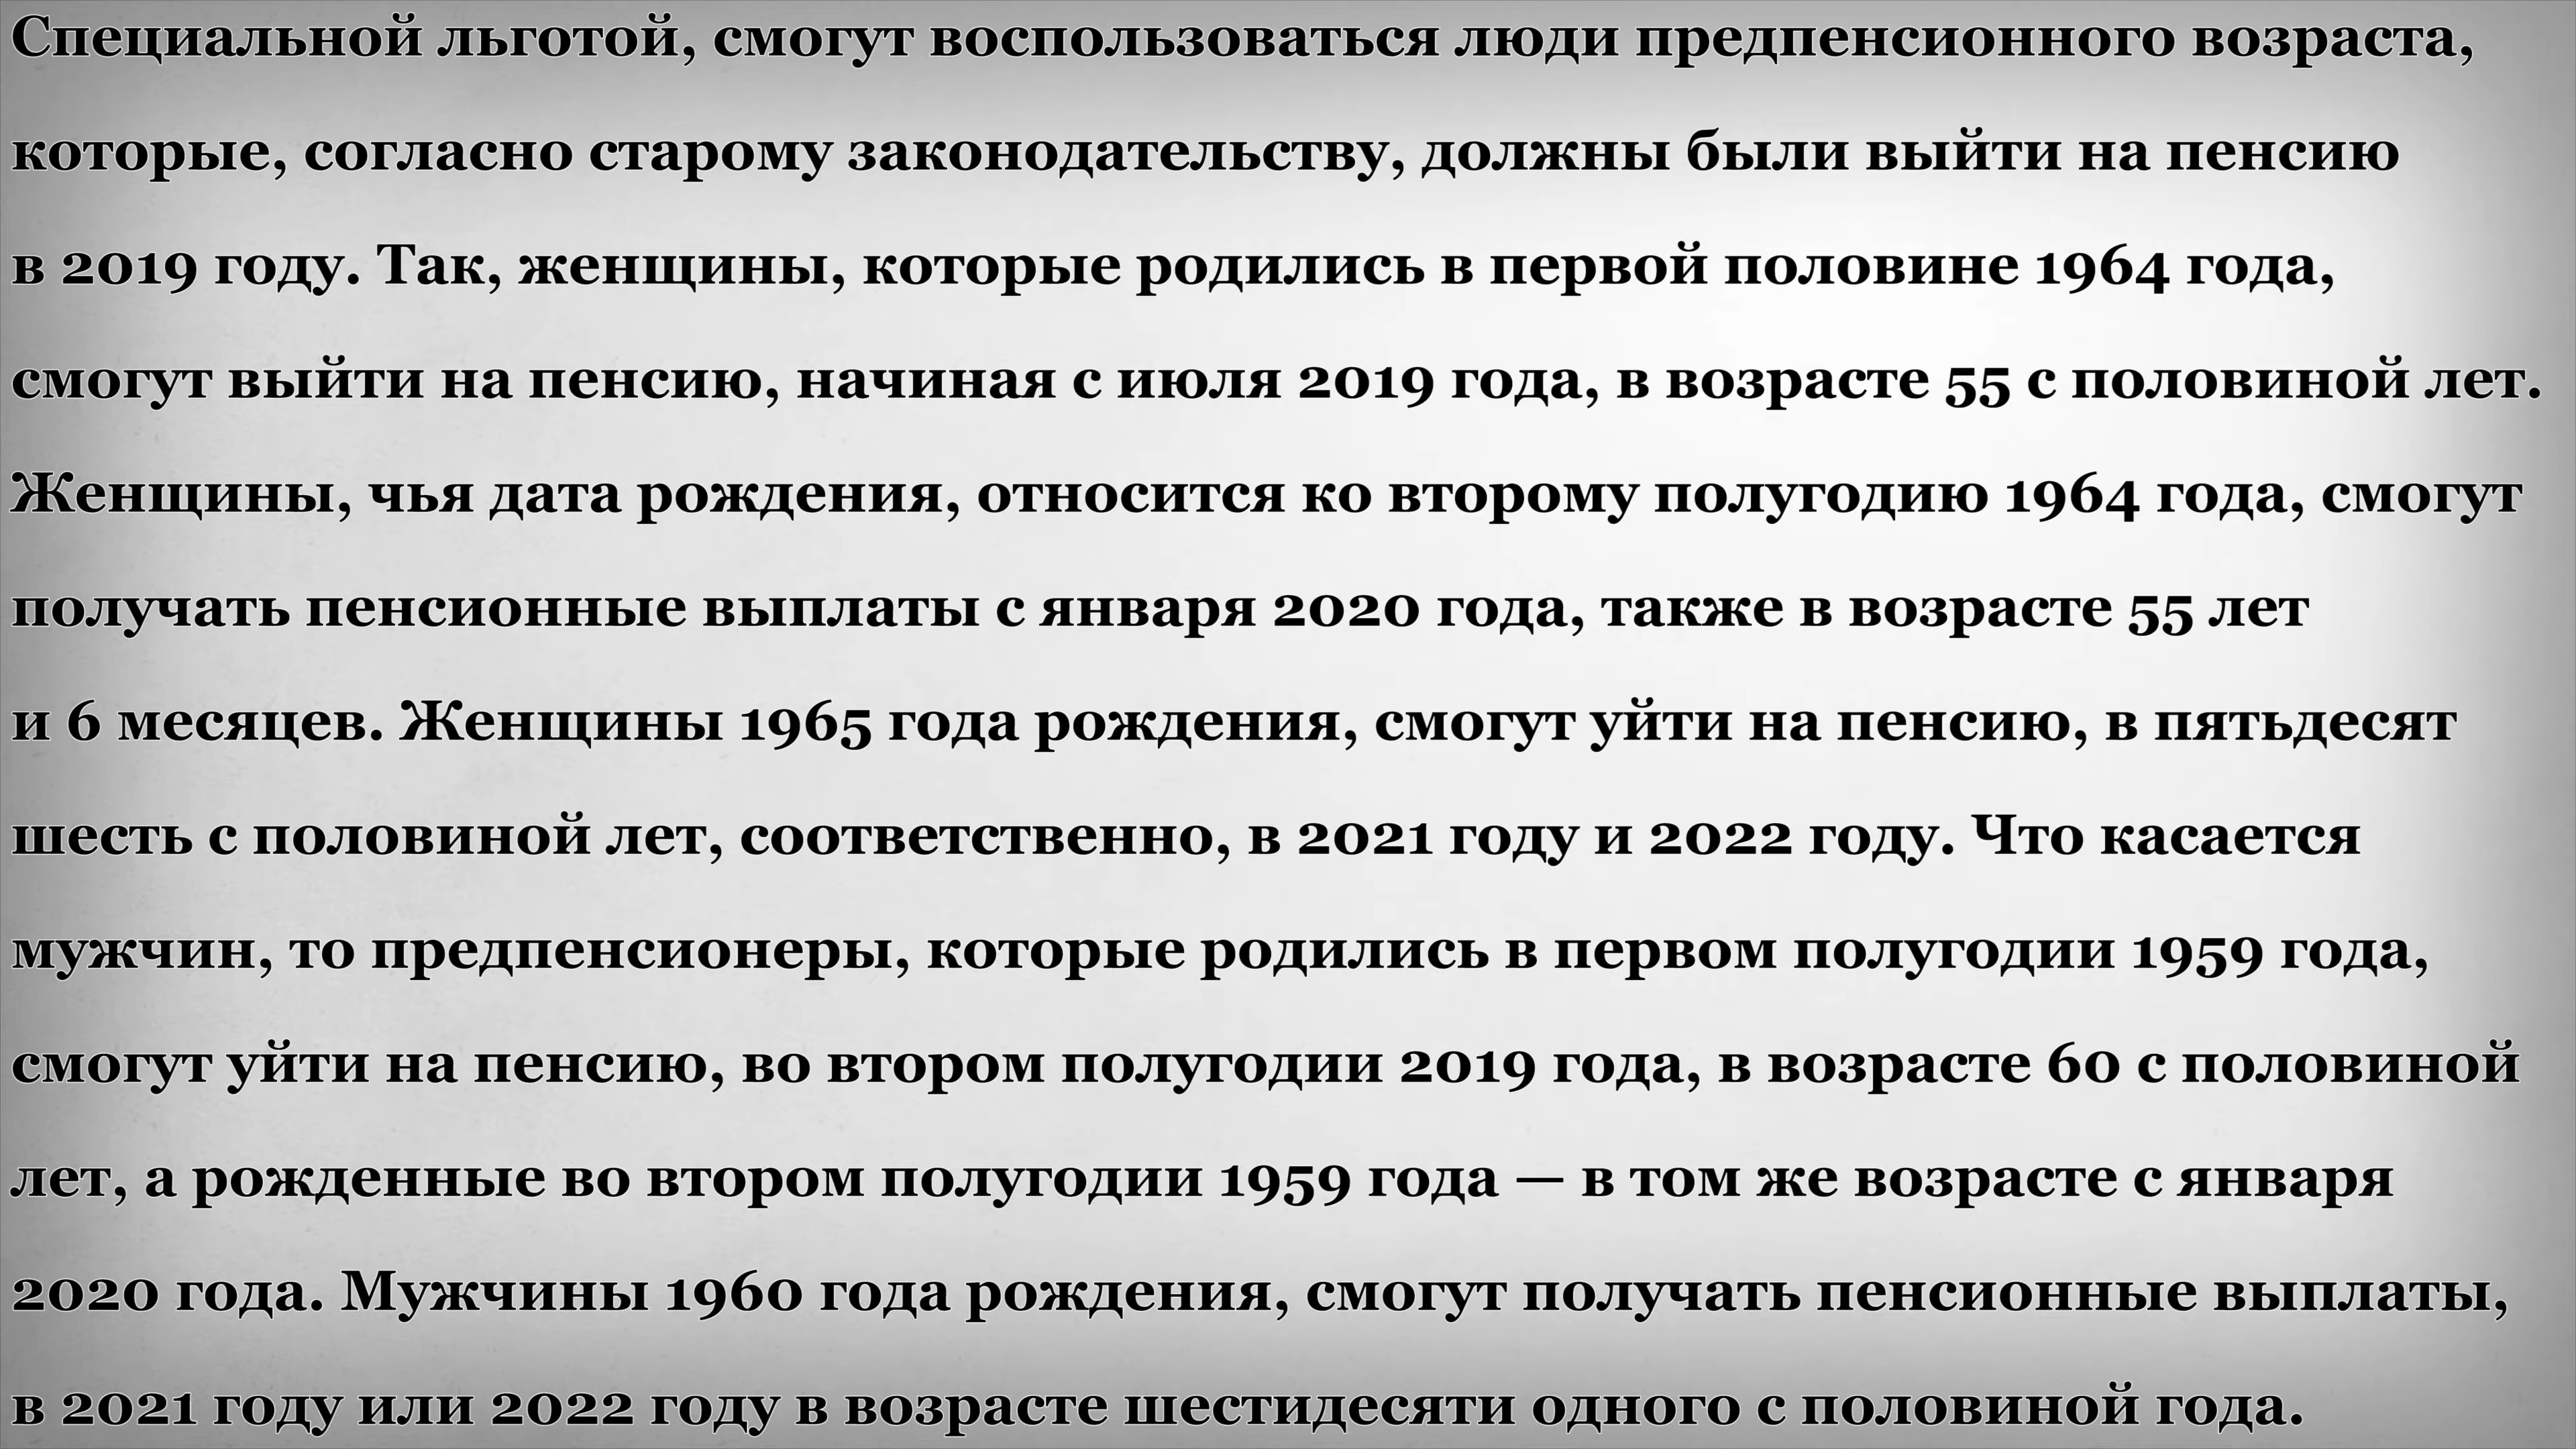 Специальной льготой, смогут воспользоваться люди предпенсионного возраста,
которые, согласно старому законодательству, должны были выйти на пенсию
в 2019 году. Так, женщины, которые родились в первой половине 1964 года,
смогут выйти на пенсию, начиная с июля 2019 года, в возрасте 55 с половиной лет.
Женщины, чья дата рождения, относится ко второму полугодию 1964 года, смогут
получать пенсионные выплаты с января 2020 года, также в возрасте 55 лет
и 6 месяцев. Женщины 1965 года рождения, смогут уйти на пенсию, в пятьдесят
шесть с половиной лет, соответственно, в 2021 году и 2022 году. Что касается
мужчин, то предпенсионеры, которые родились в первом полугодии 1959 года,
смогут уйти на пенсию, во втором полугодии 2019 года, в возрасте 60 с половиной
лет, а рожденные во втором полугодии 1959 года — в том же возрасте с января
2020 года. Мужчины 1960 года рождения, смогут получать пенсионные выплаты,
в 2021 году или 2022 году в возрасте шестидесяти одного с половиной года.